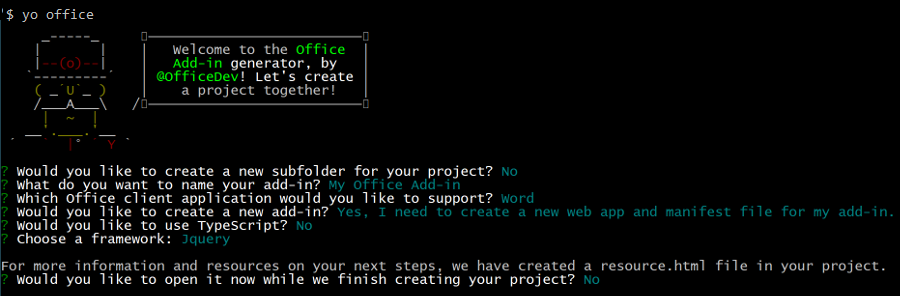 '$ yo office
Welcome to the Office
Add-in generator, by
@OfficeDev! Let's create
a project together!
? Would you like to create a new subfolder for your project? No
? What do you want to name your add-in? My Office Add-in
? Which Office client application would you like to support? Word
? Would you like to create a new add-in? Yes, I need to create a new web app and manifest file for my add-in.
? Would you like to use TypeScript? No
? Choose a framework: Jquery
For more information and resources on your next steps, we have created a resource.html file in your project.
? Would you like to open it now while we finish creating your project? No